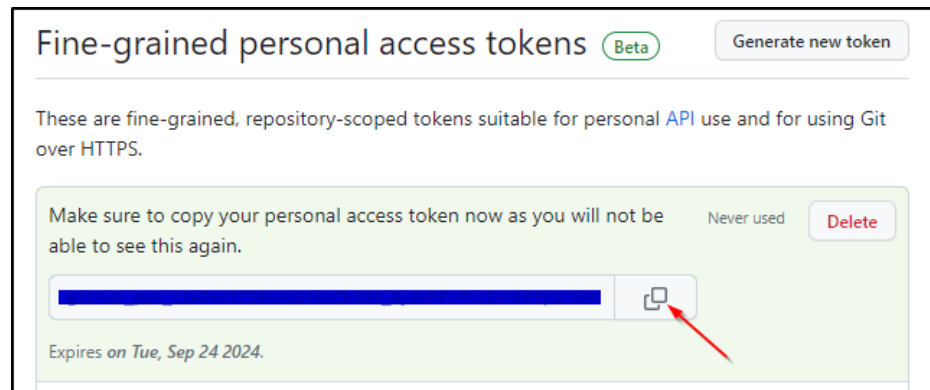 Fine-grained personal access tokens Beta Generate new token
These are fine-grained, repository-scoped tokens suitable for personal API use and for using Git
over HTTPS.
Make sure to copy your personal access token now as you will not be Never used Delete
able to see this again.
Expires on Tue, Sep 24 2024.